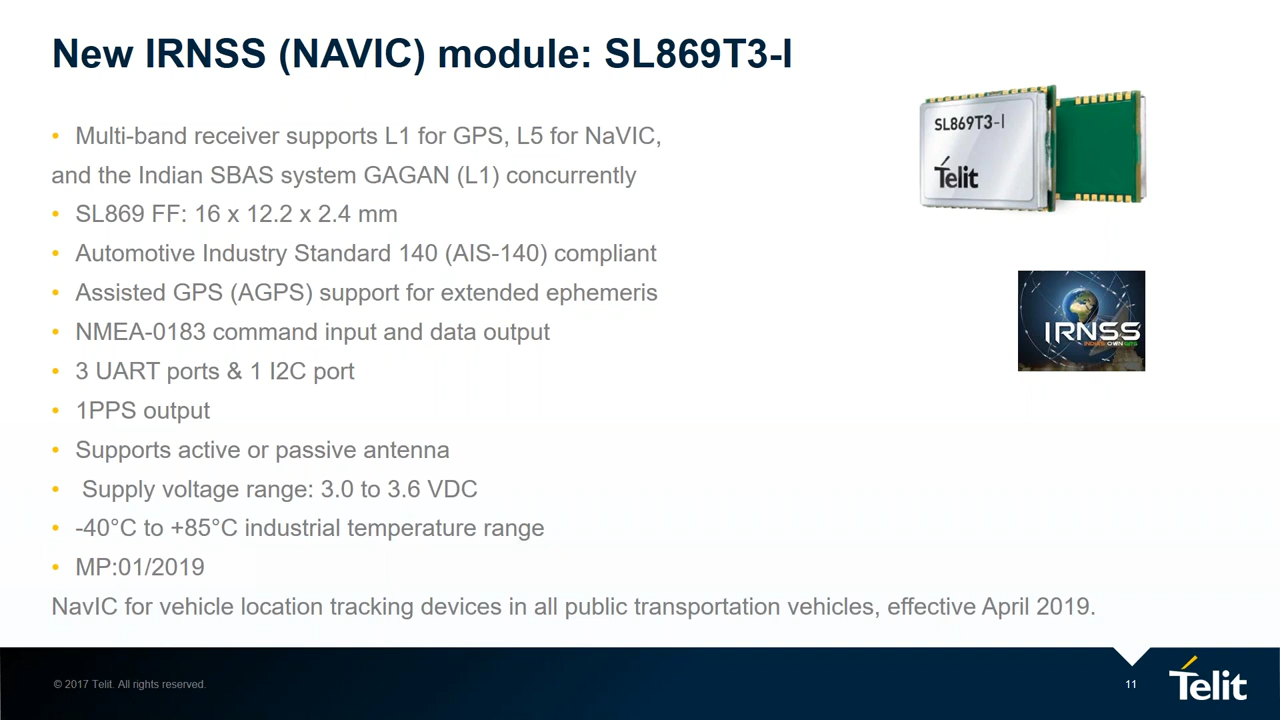 New IRNSS (NAVIC) module: SL869T3-I
• Multi-band receiver supports L1 for GPS, L5 for NaVIC,
and the Indian SBAS system GAGAN (L1) concurrently
• SL869 FF: 16 x 12.2 x 2.4 mm
• Automotive Industry Standard 140 (AIS-140) compliant
• Assisted GPS (AGPS) support for extended ephemeris
• NMEA-0183 command input and data output
• 3 UART ports & 1 I2C port
• 1PPS output
• Supports active or passive antenna
• Supply voltage range: 3.0 to 3.6 VDC
• -40°C to +85°C industrial temperature range
• MP:01/2019
NavIC for vehicle location tracking devices in all public transportation vehicles, effective April 2019.
SL869T3-I
Telit
IRNSS
INDIA'S OWN GPS
© 2017 Telit. All rights reserved.
11
Telit